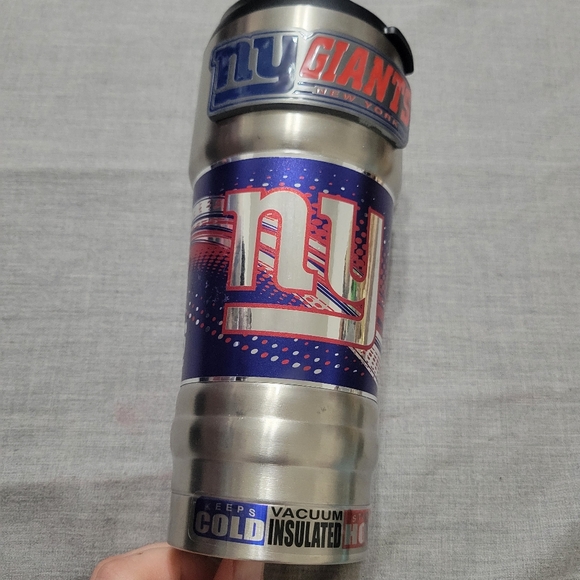 ny GIANTS
NEW YORK
ny
KEEPS
COLD
VACUUM
INSULATED